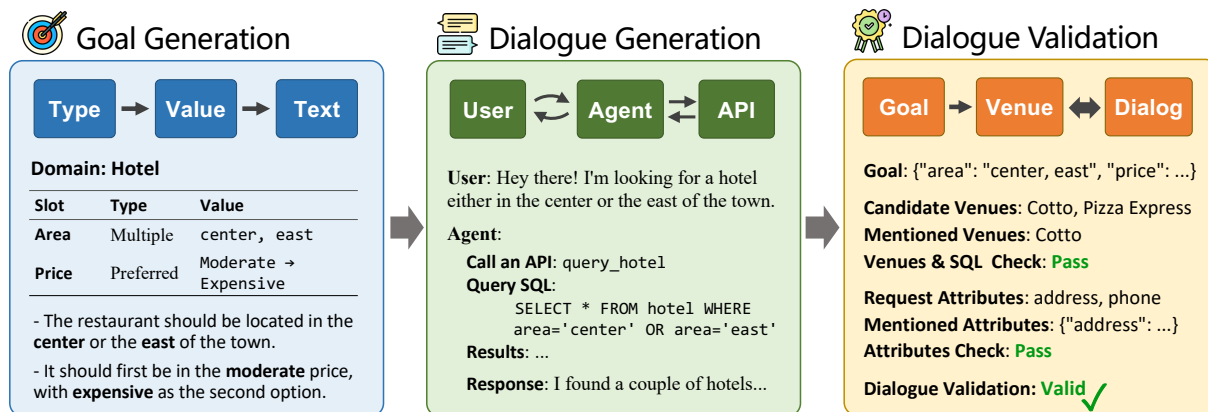 Goal Generation
Type → Value → Text
Domain: Hotel
Slot Type Value
Area Multiple center, east
Price Preferred Moderate →
Expensive
- The restaurant should be located in the
center or the east of the town.
- It should first be in the moderate price,
with expensive as the second option.
Dialogue Generation
User Agent API
User: Hey there! I'm looking for a hotel
either in the center or the east of the town.
Agent:
Call an API: query_hotel
Query SQL:
SELECT * FROM hotel WHERE
area='center' OR area='east'
Results: ...
Response: I found a couple of hotels...
Dialogue Validation
Goal Venue Dialog
Goal: {"area": "center, east", "price": ...}
Candidate Venues: Cotto, Pizza Express
Mentioned Venues: Cotto
Venues & SQL Check: Pass
Request Attributes: address, phone
Mentioned Attributes: {"address": ...}
Attributes Check: Pass
Dialogue Validation: Valid